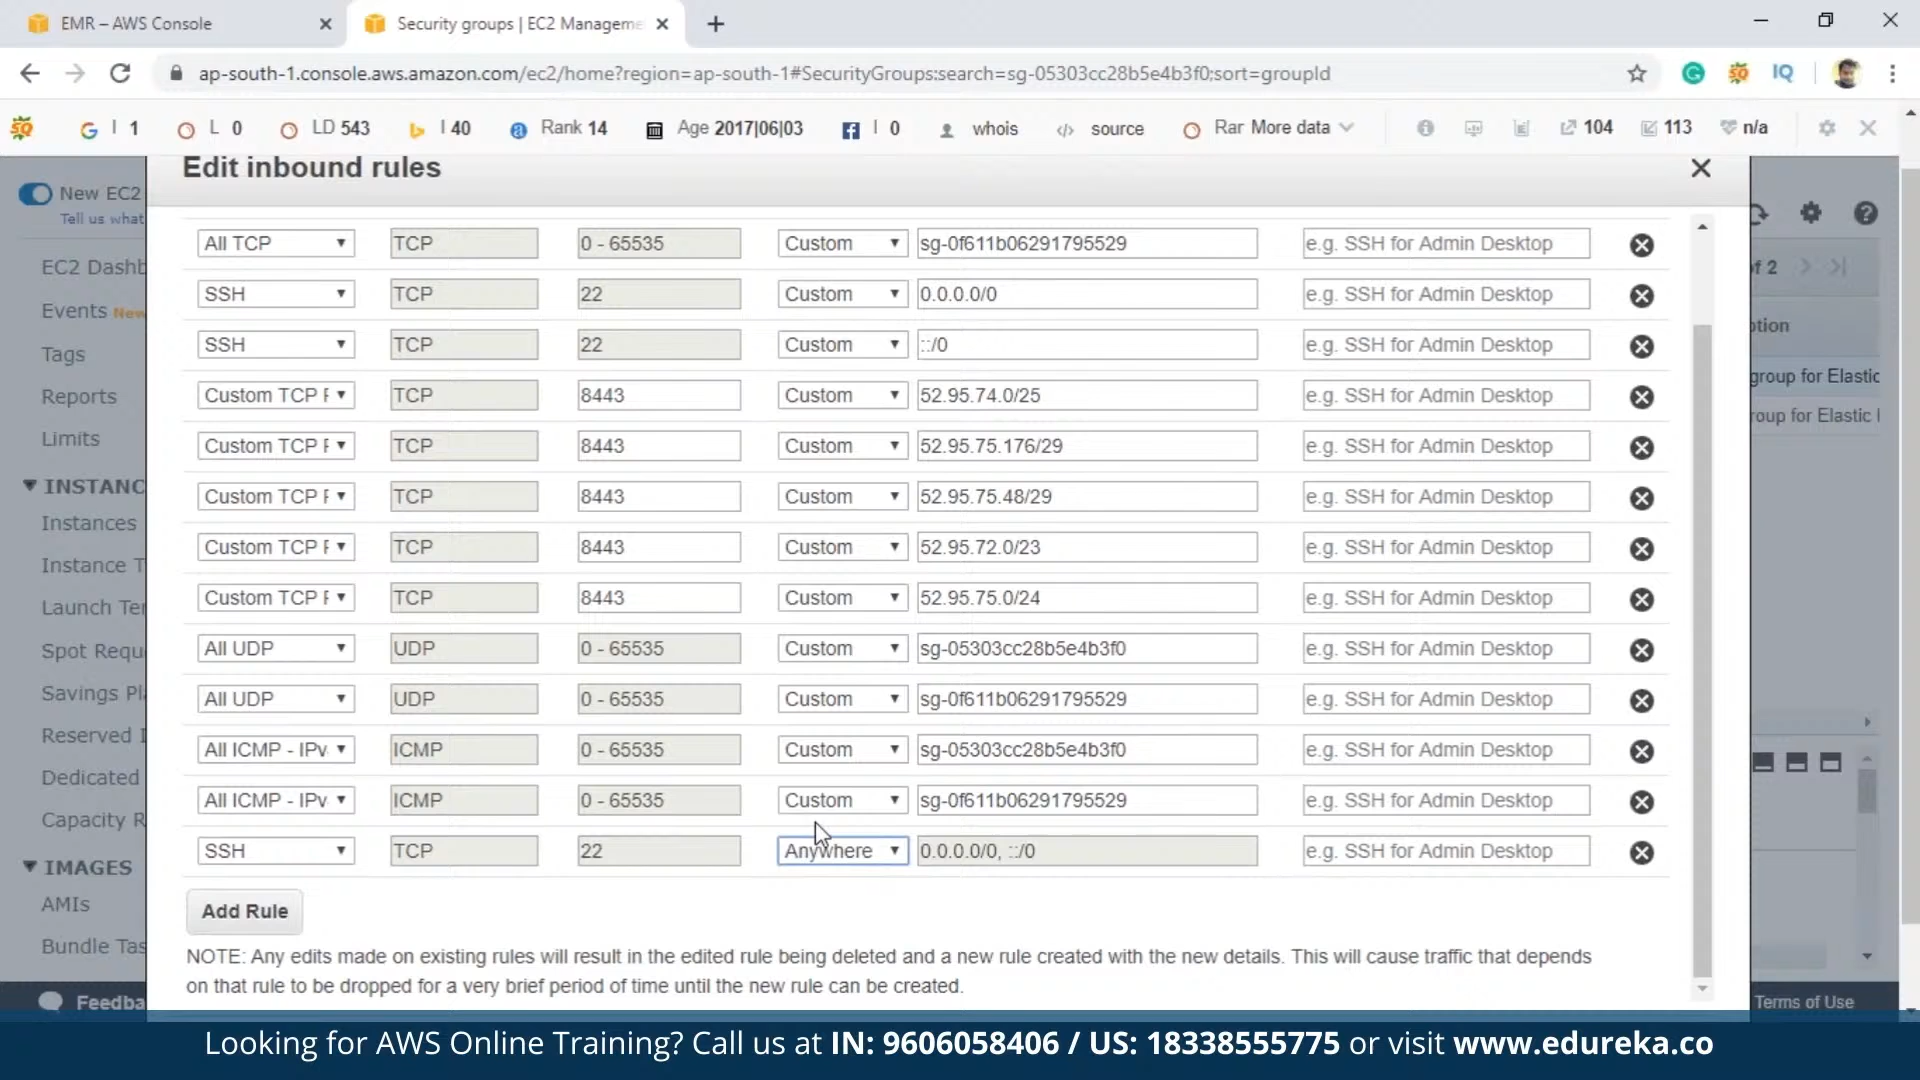 EMR – AWS Console
Security groups | EC2 Manageme
ap-south-1.console.aws.amazon.com/ec2/home?region=ap-south-1#SecurityGroups:search=sg-05303cc28b5e4b3f0;sort=groupId
IQ
I 1 L 0 LD 543 I 40 Rank 14 Age 2017|06|03 I 0 whois source Rar More data 104 113 n/a
Edit inbound rules
New EC2
Tell us what
EC2 Dashb
Events New
Tags
Reports
Limits
INSTANC
Instances
Instance T
Launch Ter
Spot Requ
Savings Pl
Reserved I
Dedicated
Capacity R
IMAGES
AMIs
Bundle Tas
All TCP TCP 0 - 65535 Custom sg-0f611b06291795529 e.g. SSH for Admin Desktop
SSH TCP 22 Custom 0.0.0.0/0 e.g. SSH for Admin Desktop
SSH TCP 22 Custom ::/0 e.g. SSH for Admin Desktop
Custom TCP F TCP 8443 Custom 52.95.74.0/25 e.g. SSH for Admin Desktop
Custom TCP F TCP 8443 Custom 52.95.75.176/29 e.g. SSH for Admin Desktop
Custom TCP F TCP 8443 Custom 52.95.75.48/29 e.g. SSH for Admin Desktop
Custom TCP F TCP 8443 Custom 52.95.72.0/23 e.g. SSH for Admin Desktop
Custom TCP F TCP 8443 Custom 52.95.75.0/24 e.g. SSH for Admin Desktop
All UDP UDP 0 - 65535 Custom sg-05303cc28b5e4b3f0 e.g. SSH for Admin Desktop
All UDP UDP 0 - 65535 Custom sg-0f611b06291795529 e.g. SSH for Admin Desktop
All ICMP - IPv ICMP 0 - 65535 Custom sg-05303cc28b5e4b3f0 e.g. SSH for Admin Desktop
All ICMP - IPv ICMP 0 - 65535 Custom sg-0f611b06291795529 e.g. SSH for Admin Desktop
SSH TCP 22 Anywhere 0.0.0.0/0, ::/0 e.g. SSH for Admin Desktop
Add Rule
NOTE: Any edits made on existing rules will result in the edited rule being deleted and a new rule created with the new details. This will cause traffic that depends
on that rule to be dropped for a very brief period of time until the new rule can be created.
of 2
ption
group for Elastic
roup for Elastic
Feedba
Terms of Use
Looking for AWS Online Training? Call us at IN: 9606058406 / US: 18338555775 or visit www.edureka.co